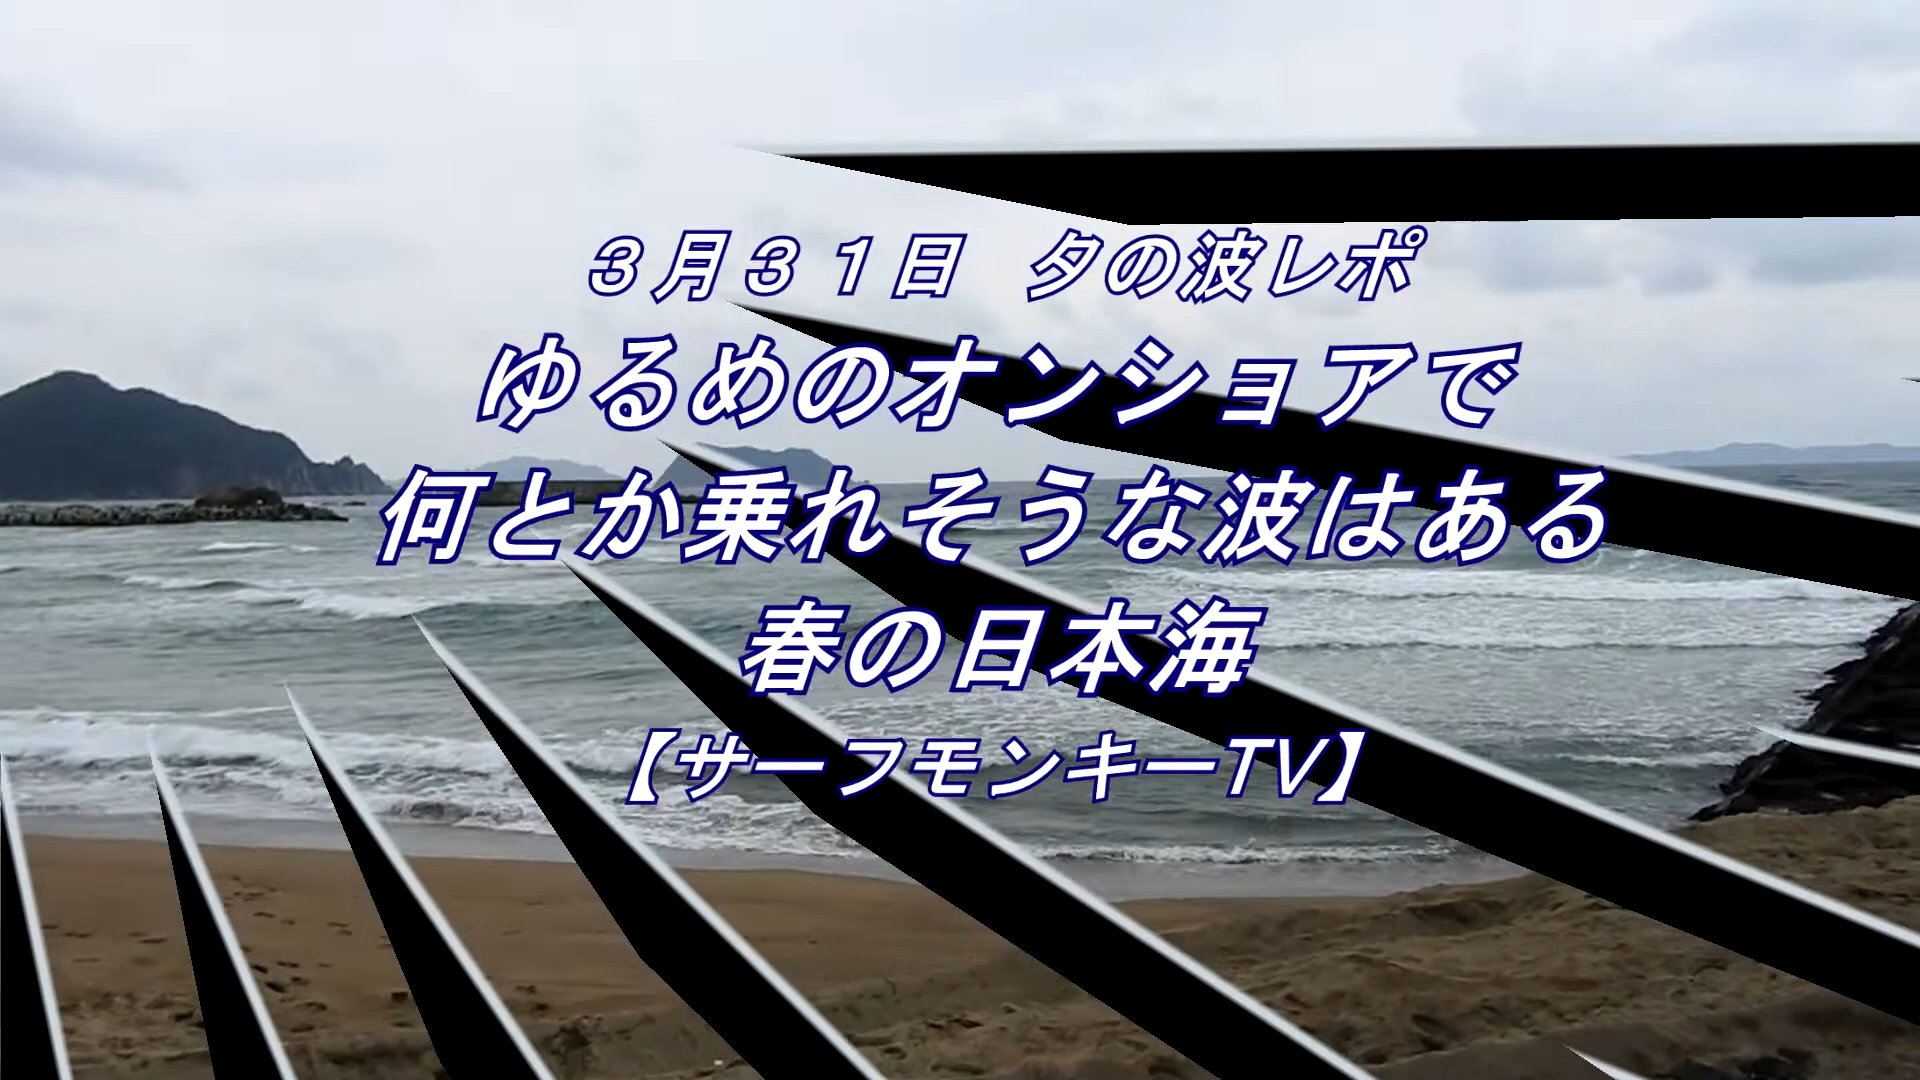 ３月３１日　夕の波レポ
ゆるめのオンショアで
何とか乗れそうな波はある
春の日本海
【サーフモンキーTV】